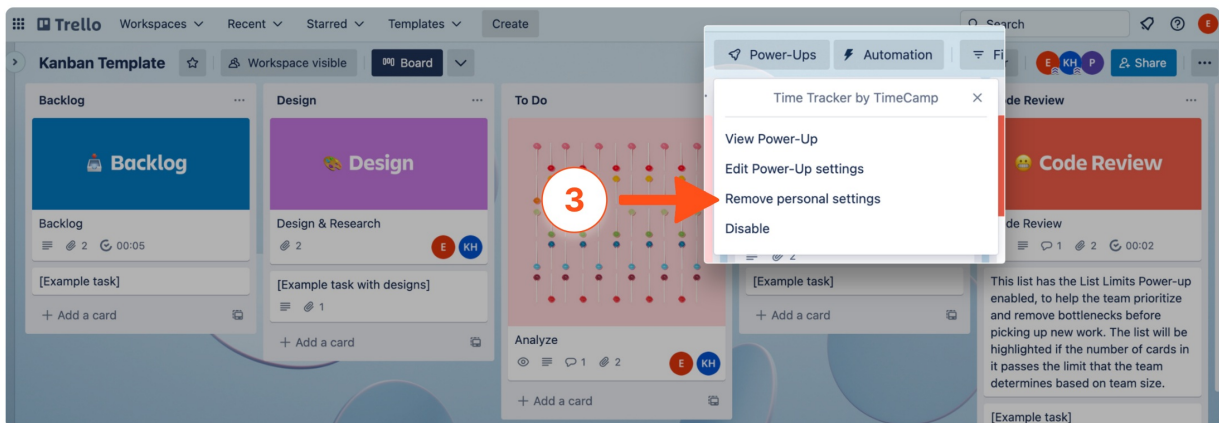 Trello
Workspaces
Recent
Starred
Templates
Create
Search
E
Kanban Template
Workspace visible
Board
Power-Ups
Automation
E
KH
P
Share
Backlog
Backlog
Backlog
2
00:05
[Example task]
+ Add a card
Design
Design
Design & Research
2
E
KH
[Example task with designs]
1
+ Add a card
To Do
3
Analyze
1
2
E
KH
+ Add a card
Time Tracker by TimeCamp
View Power-Up
Edit Power-Up settings
Remove personal settings
Disable
2
[Example task]
+ Add a card
Code Review
1
2
00:02
This list has the List Limits Power-up
enabled, to help the team prioritize
and remove bottlenecks before
picking up new work. The list will be
highlighted if the number of cards in
it passes the limit that the team
determines based on team size.
[Example task]